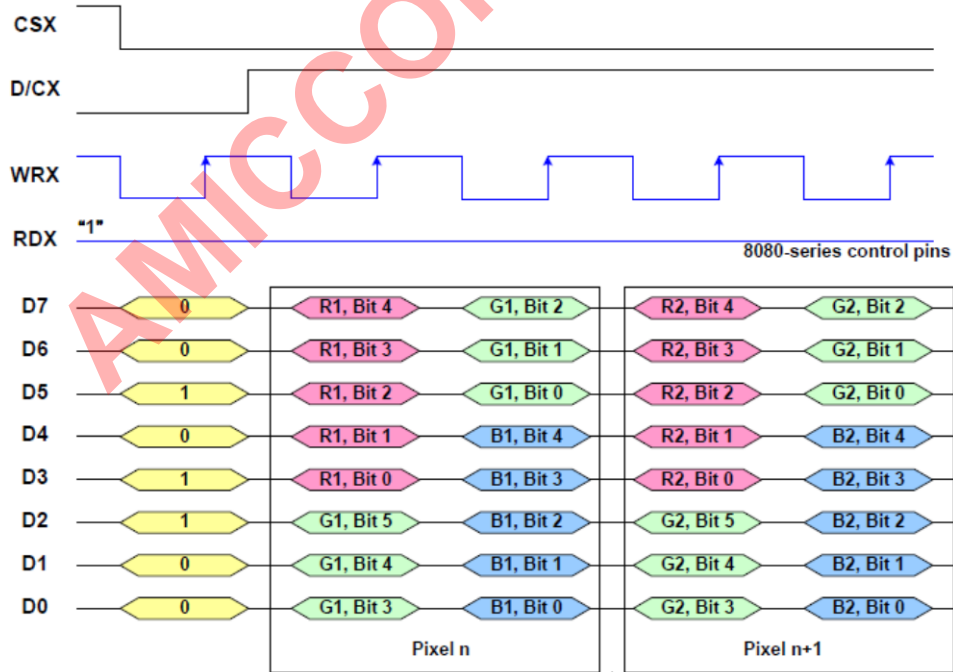 CSX
D/CX
WRX
RDX "1"
8080-series control pins
D7 0 R1, Bit 4 G1, Bit 2 R2, Bit 4 G2, Bit 2
D6 0 R1, Bit 3 G1, Bit 1 R2, Bit 3 G2, Bit 1
D5 1 R1, Bit 2 G1, Bit 0 R2, Bit 2 G2, Bit 0
D4 0 R1, Bit 1 B1, Bit 4 R2, Bit 1 B2, Bit 4
D3 1 R1, Bit 0 B1, Bit 3 R2, Bit 0 B2, Bit 3
D2 1 G1, Bit 5 B1, Bit 2 G2, Bit 5 B2, Bit 2
D1 0 G1, Bit 4 B1, Bit 1 G2, Bit 4 B2, Bit 1
D0 0 G1, Bit 3 B1, Bit 0 G2, Bit 3 B2, Bit 0
Pixel n Pixel n+1